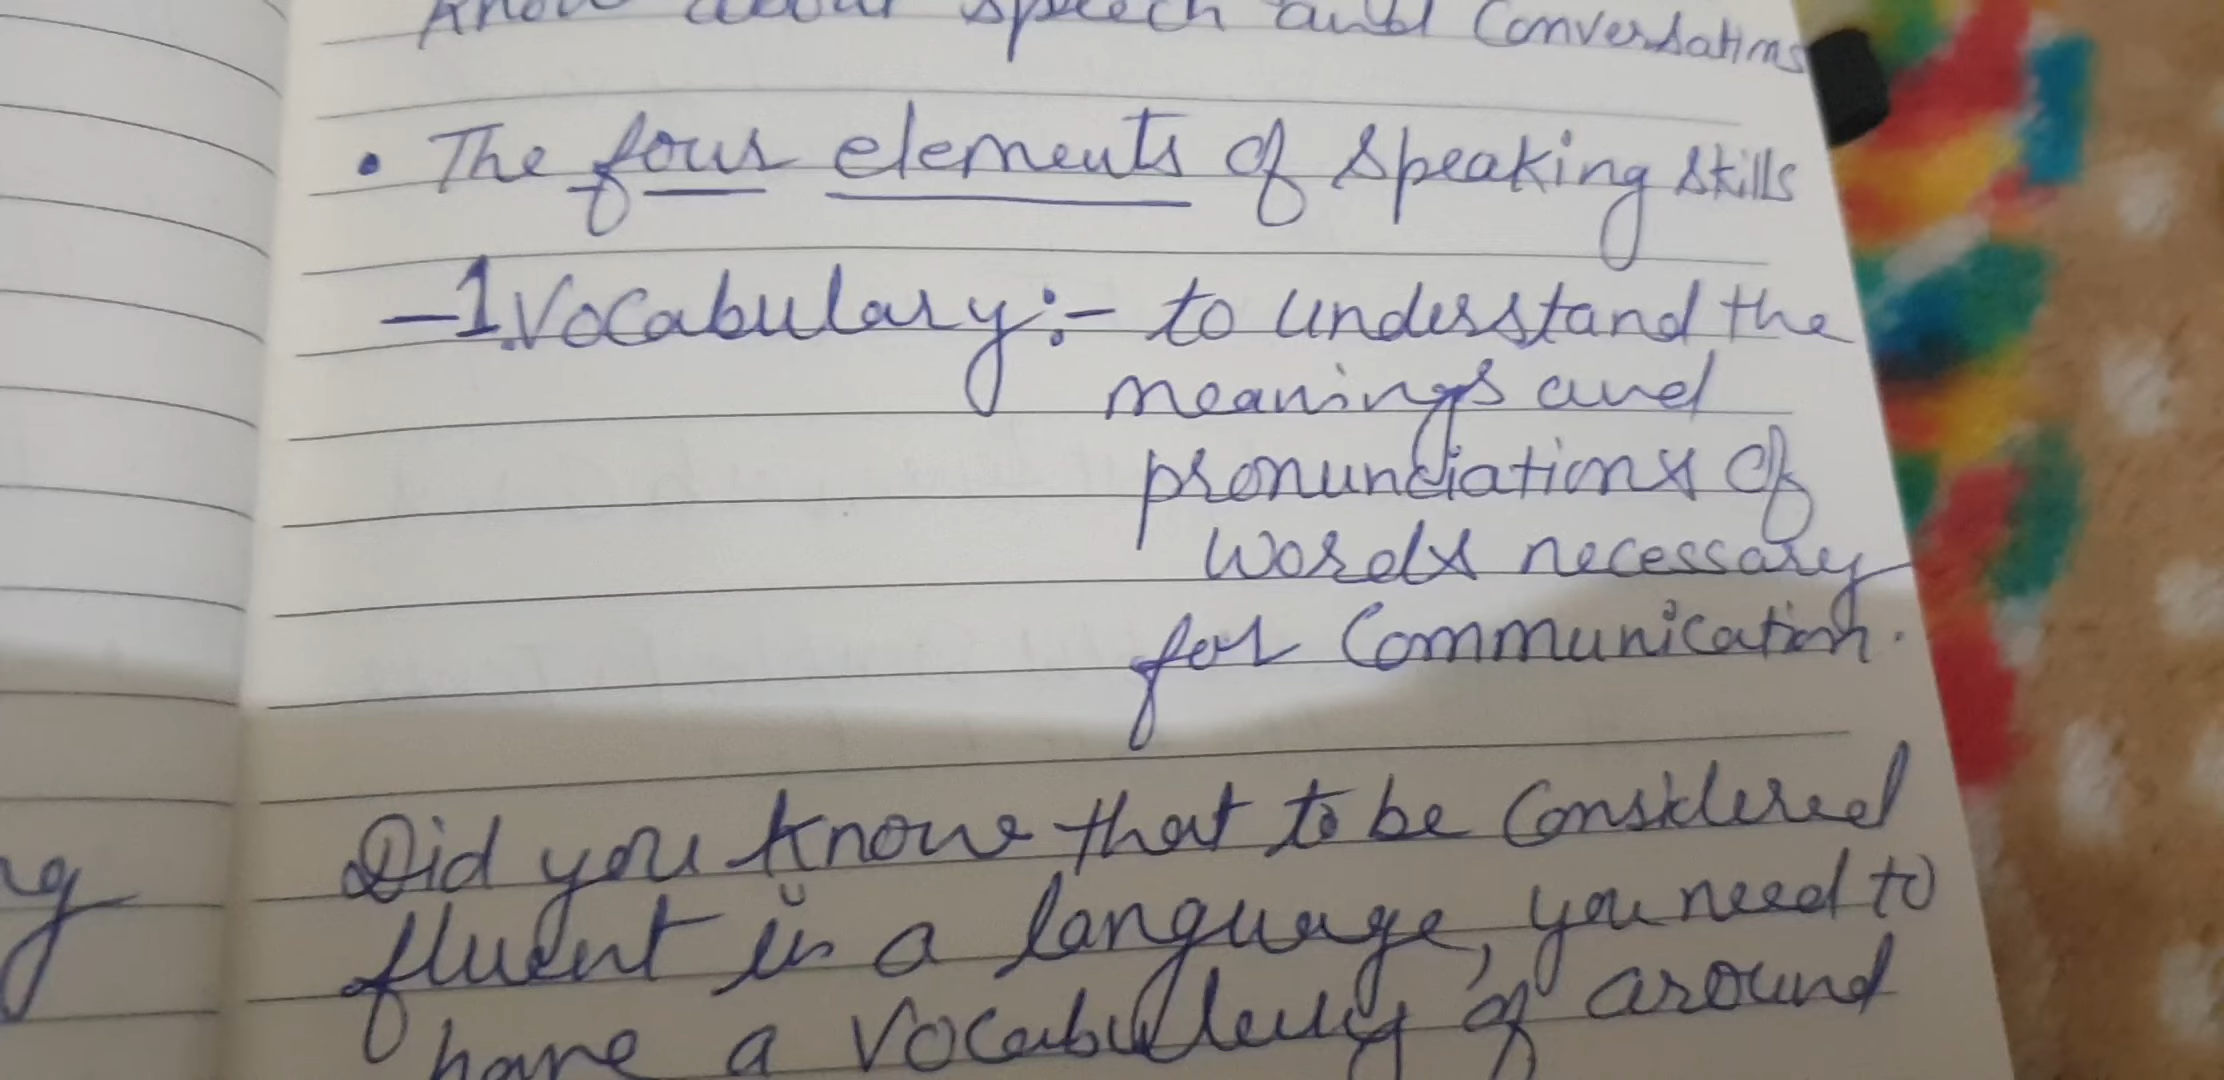 know about speech and Conversations
• The four elements of speaking skills
-1. Vocabulary:- to understand the
meanings and
pronunciations of
words necessary
for Communication.
Did you know that to be Considered
fluent in a language, you need to
have a vocabulary of around